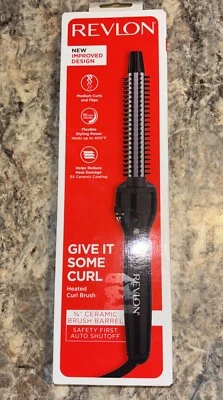 REVLON
NEW
IMPROVED
DESIGN
Medium Curls
and Flips
Flexible
Styling Power
Heats up to 400°F
Helps Reduce
Heat Damage
3X Ceramic Coating
GIVE IT
SOME
CURL
Heated
Curl Brush
¾" CERAMIC
BRUSH BARREL
SAFETY FIRST
AUTO SHUTOFF
REVLON